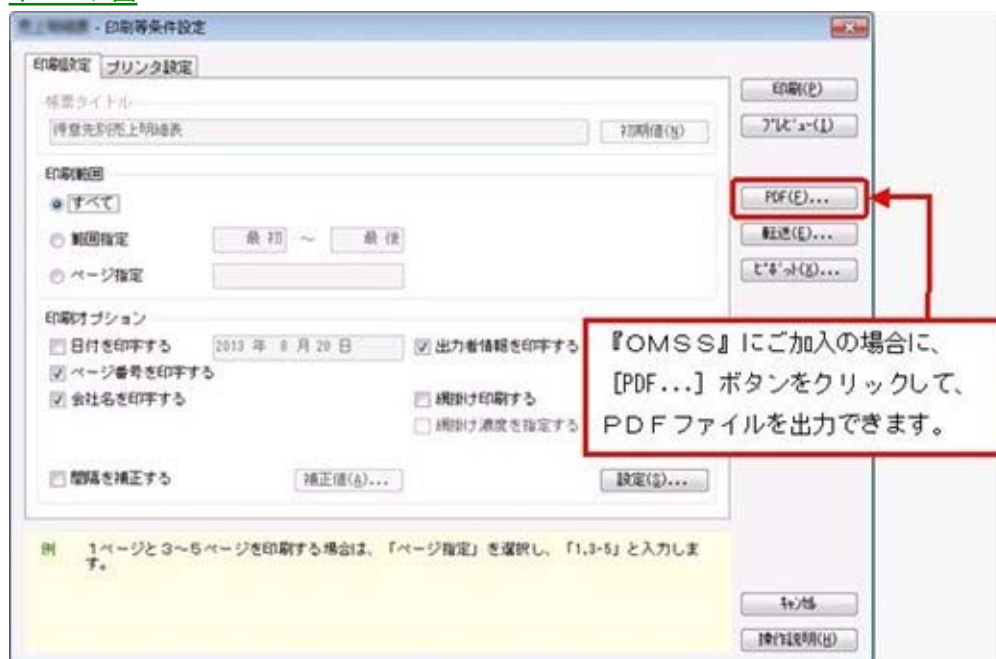 - 印刷等条件設定
印刷設定 プリンタ設定
帳票タイトル
得意先別売上明細表 初期値(N)
印刷(P)
プレビュー(I)
印刷範囲
すべて
PDF(F)...
範囲指定 最初 ～ 最後
転送(E)...
ページ指定
ピボット(X)...
印刷オプション
日付を印字する 2013 年 8 月 20 日 出力者情報を印字する
ページ番号を印字する
会社名を印字する 網掛け印刷する
網掛け濃度を指定する
『ＯＭＳＳ』にご加入の場合に、
［PDF...］ボタンをクリックして、
ＰＤＦファイルを出力できます。
間隔を補正する 補正値(A)... 設定(S)...
例 1ページと3～5ページを印刷する場合は、「ページ指定」を選択し、「1,3-5」と入力しま
す。
キャンセル
操作説明(H)